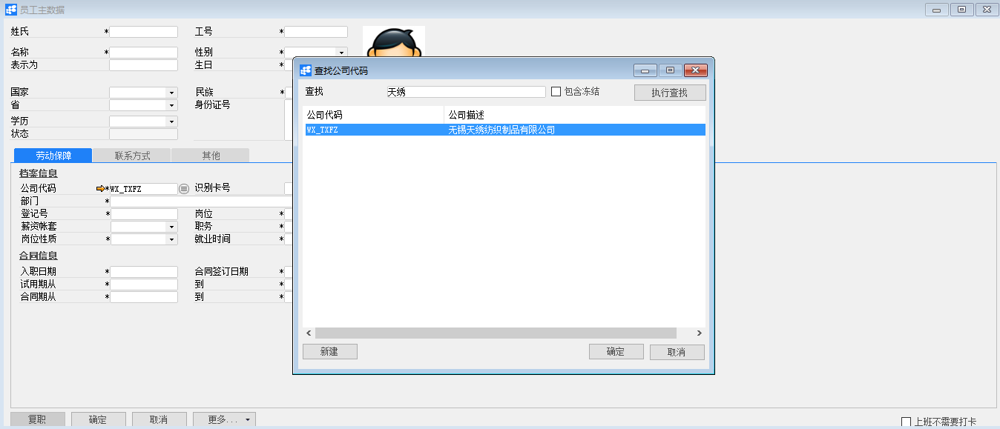 员工主数据
姓氏 * 工号 *
名称 * 性别 *
表示为 生日 *
国家 民族 *
省 身份证号
学历
状态
劳动保障 联系方式 其他
档案信息
公司代码 *WX_TXFZ 识别卡号
部门 *
登记号 * 岗位 *
薪资帐套 职务 *
岗位性质 * 就业时间 *
合同信息
入职日期 * 合同签订日期 *
试用期从 * 到 *
合同期从 * 到 *
复职 确定 取消 更多... 上班不需要打卡
查找公司代码
查找 天绣 包含冻结 执行查找
公司代码 公司描述
WX_TXFZ 无锡天绣纺织制品有限公司
新建 确定 取消